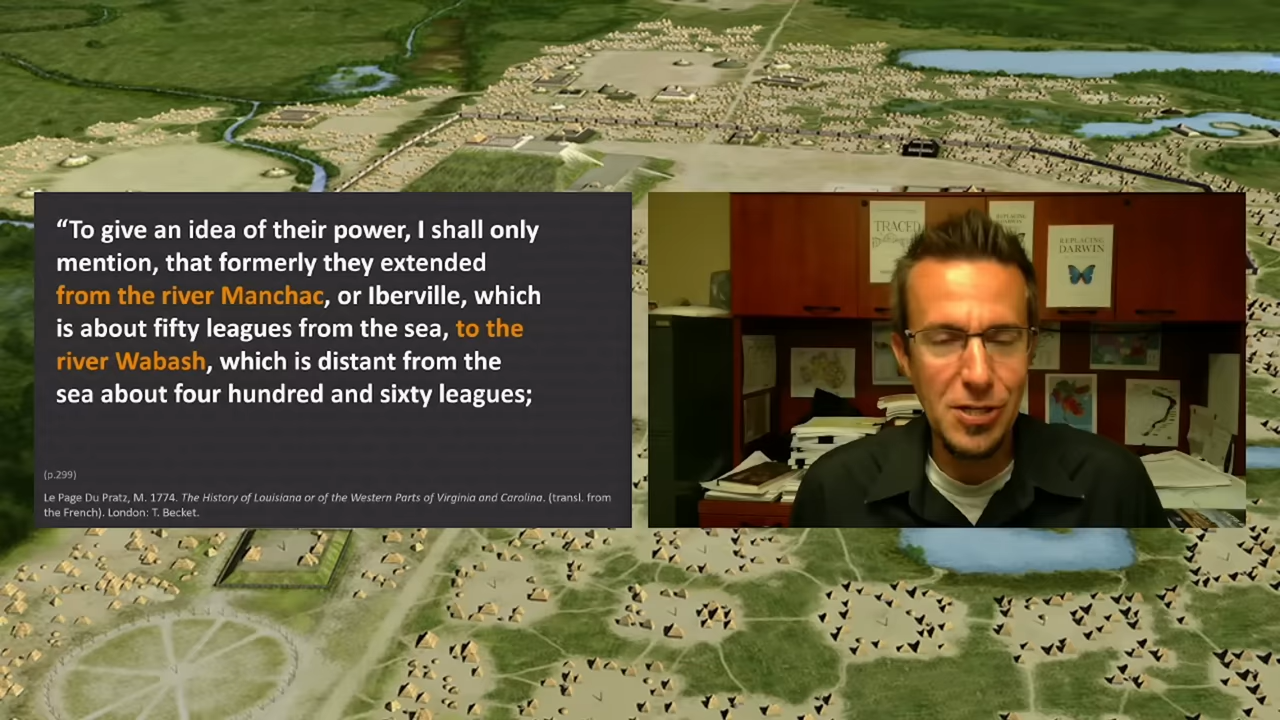 “To give an idea of their power, I shall only
mention, that formerly they extended
from the river Manchac, or Iberville, which
is about fifty leagues from the sea, to the
river Wabash, which is distant from the
sea about four hundred and sixty leagues;
(p.299)
Le Page Du Pratz, M. 1774. The History of Louisiana or of the Western Parts of Virginia and Carolina. (transl. from
the French). London: T. Becket.
TRACED
REPLACING
REPLACING
DARWIN